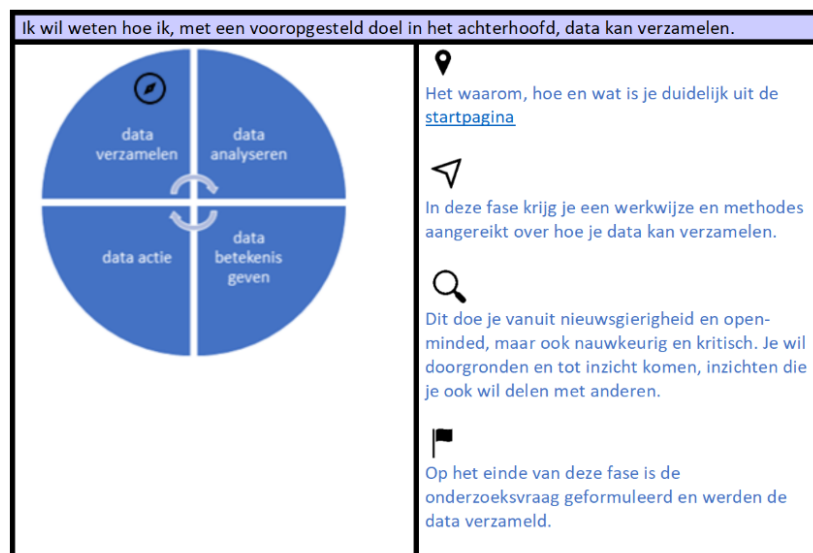 Ik wil weten hoe ik, met een vooropgesteld doel in het achterhoofd, data kan verzamelen.
data
verzamelen
data
analyseren
data actie
data
betekenis
geven
Het waarom, hoe en wat is je duidelijk uit de
startpagina
In deze fase krijg je een werkwijze en methodes
aangereikt over hoe je data kan verzamelen.
Dit doe je vanuit nieuwsgierigheid en open-
minded, maar ook nauwkeurig en kritisch. Je wil
doorgronden en tot inzicht komen, inzichten die
je ook wil delen met anderen.
Op het einde van deze fase is de
onderzoeksvraag geformuleerd en werden de
data verzameld.